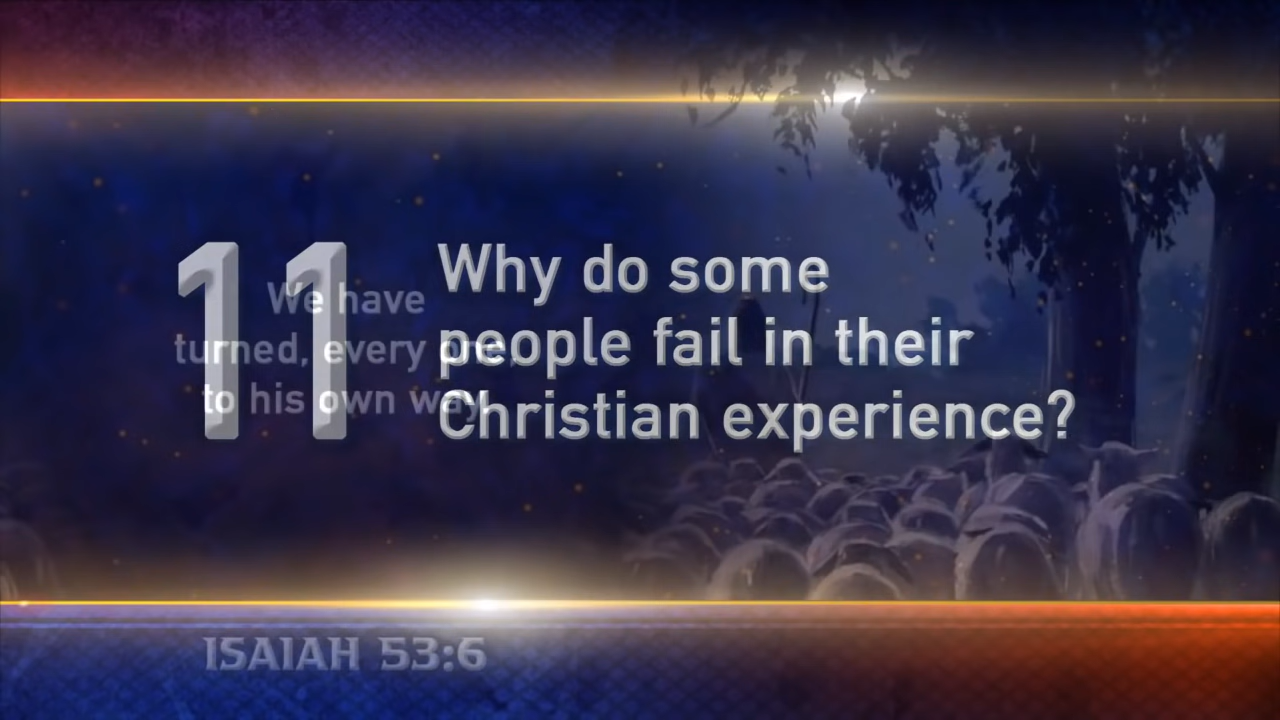 11
Why do some
people fail in their
Christian experience?
We have
turned, every one,
to his own way.
ISAIAH 53:6